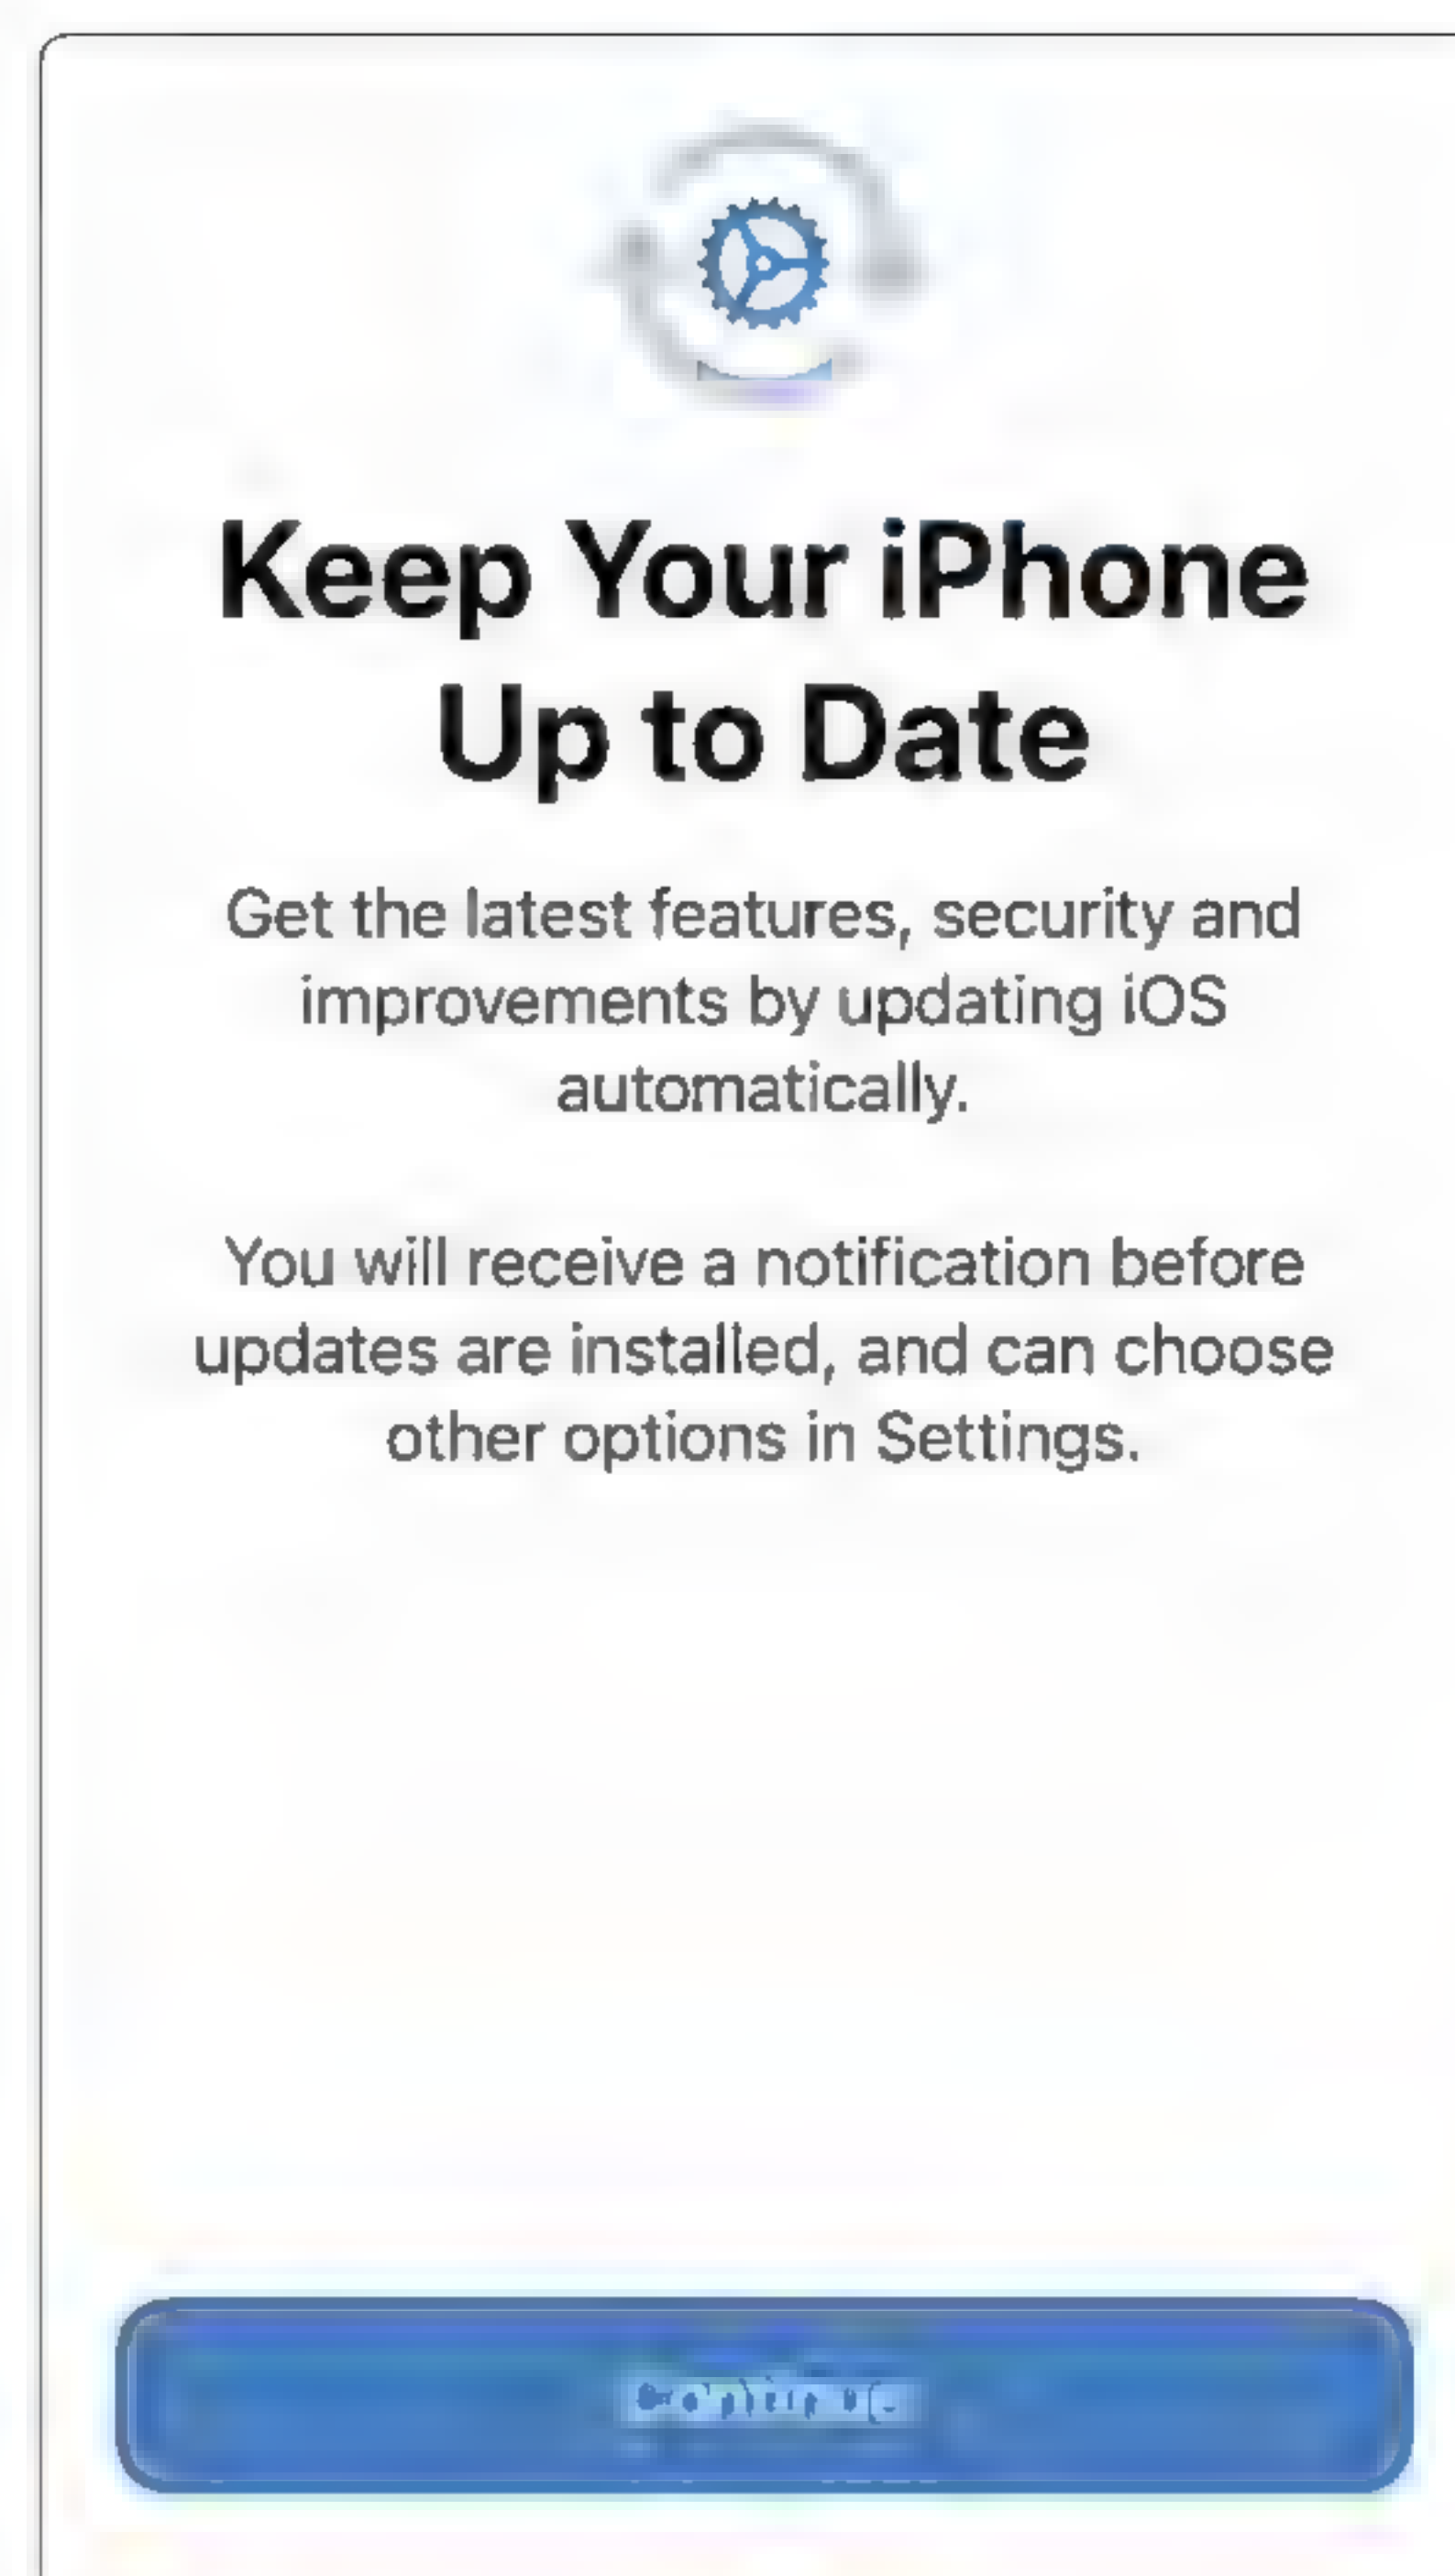 Keep Your iPhone
Up to Date
Get the latest features, security and
improvements by updating iOS
automatically.
You will receive a notification before
updates are installed, and can choose
other options in Settings.